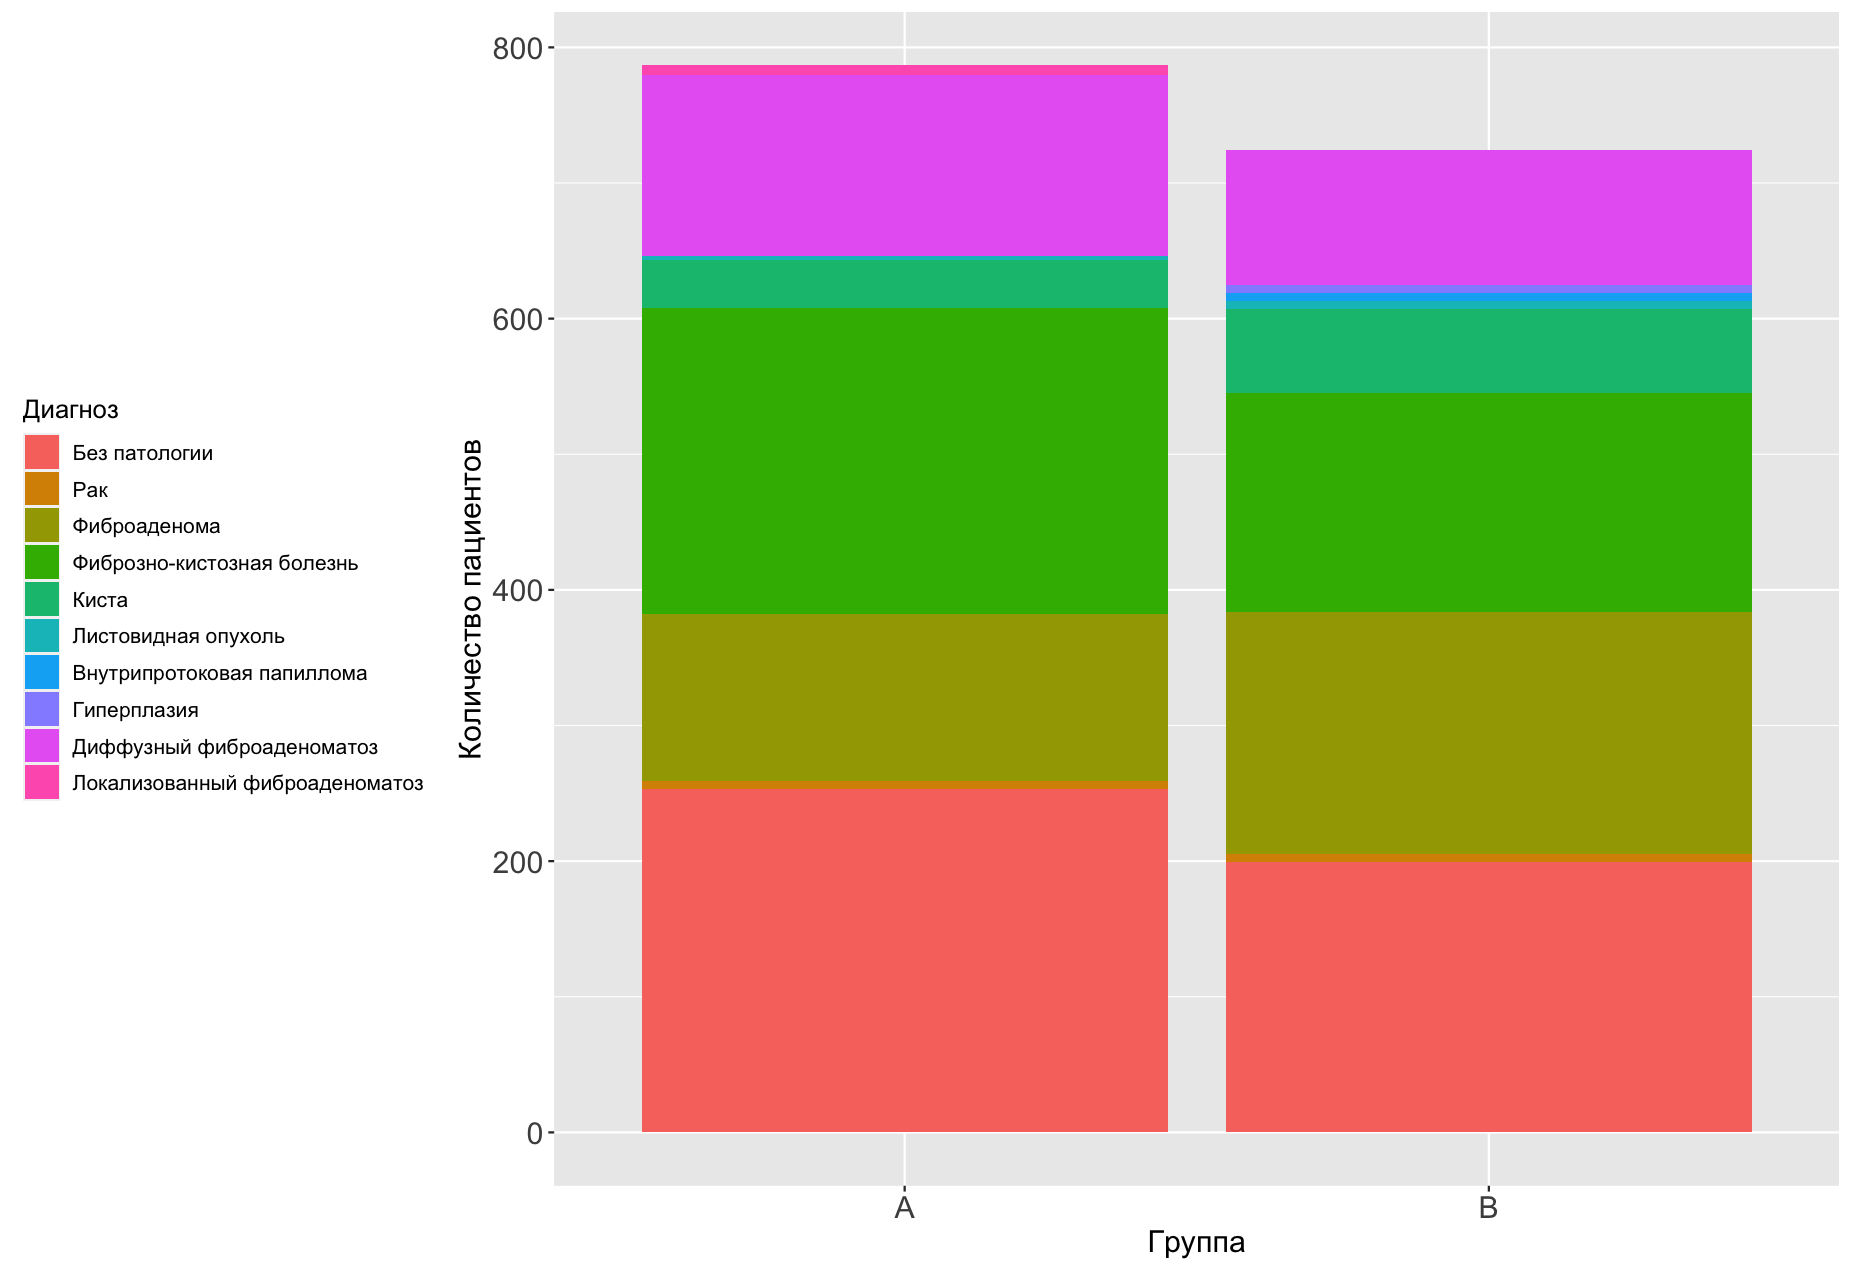 Диагноз
Без патологии
Рак
Фиброаденома
Фиброзно-кистозная болезнь
Киста
Листовидная опухоль
Внутрипротоковая папиллома
Гиперплазия
Диффузный фиброаденоматоз
Локализованный фиброаденоматоз
Количество пациентов
800
600
400
200
0
A
B
Группа